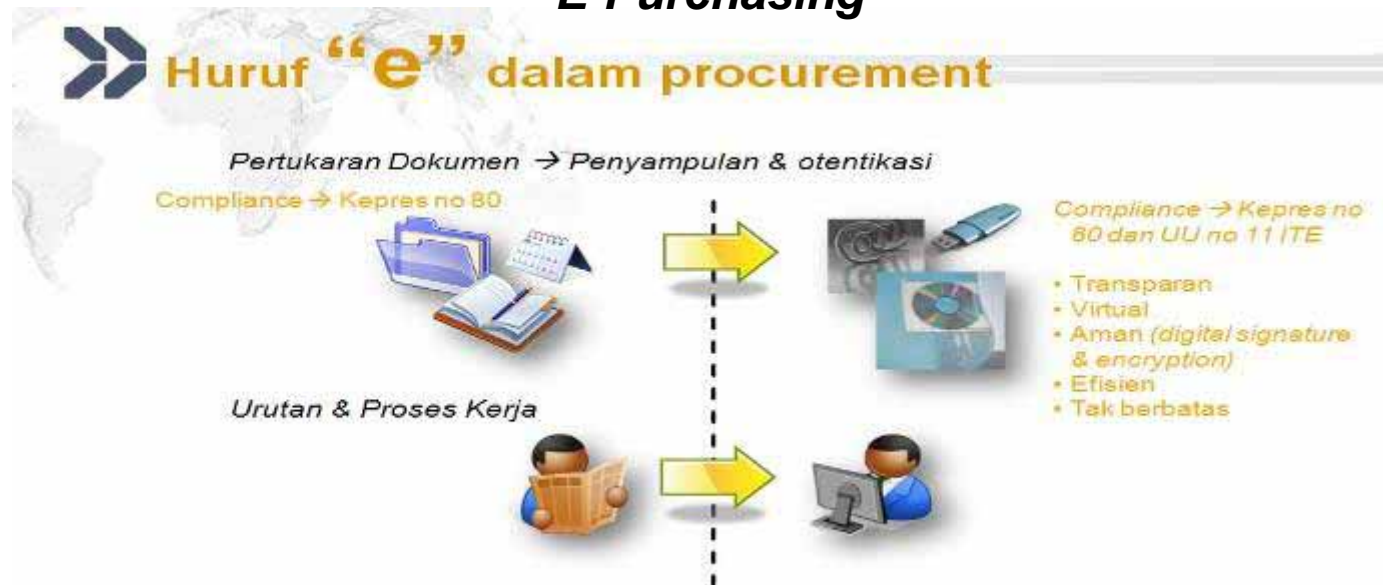 E-Purchasing
Huruf “e” dalam procurement
Pertukaran Dokumen → Penyampulan & otentikasi
Compliance → Kepres no 80
Compliance → Kepres no
80 dan UU no 11 ITE
• Transparan
• Virtual
• Aman (digital signature
& encryption)
• Efisien
• Tak berbatas
Urutan & Proses Kerja